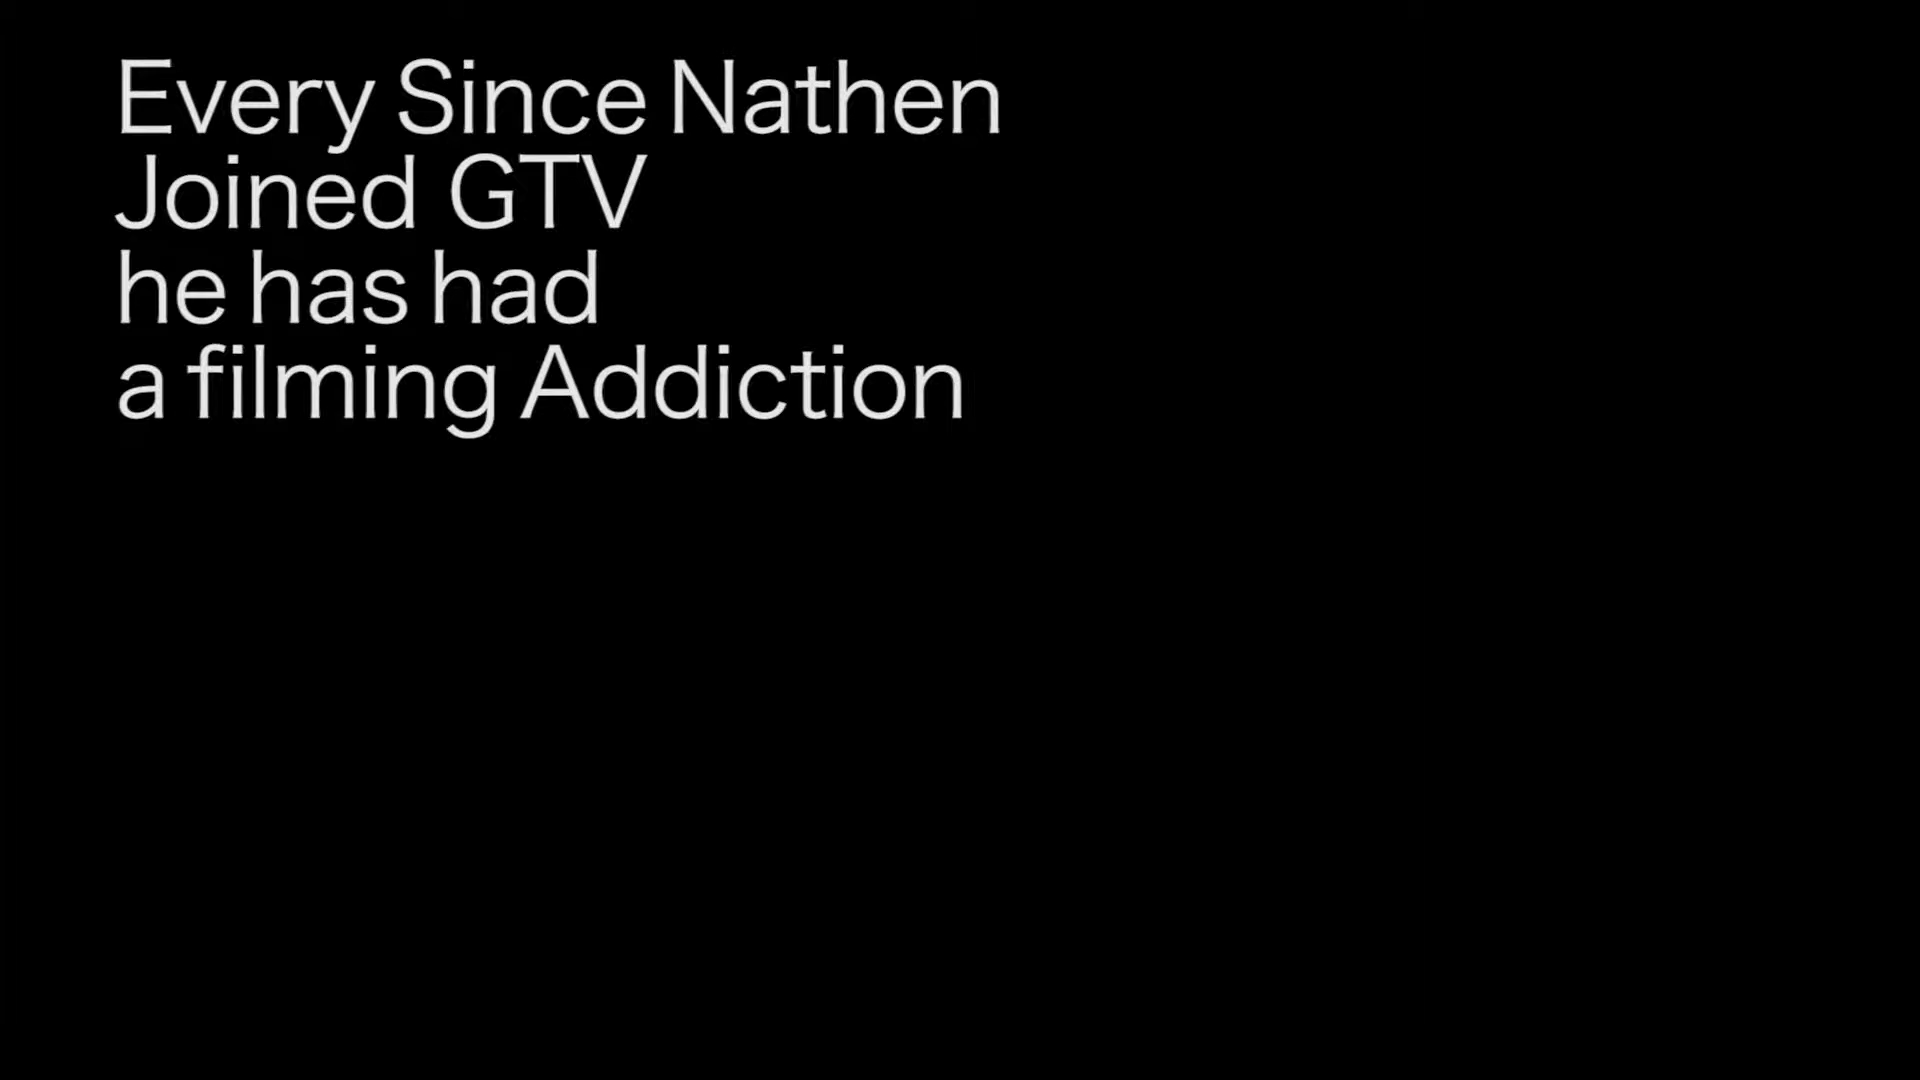 Every Since Nathen
Joined GTV
he has had
a filming Addiction